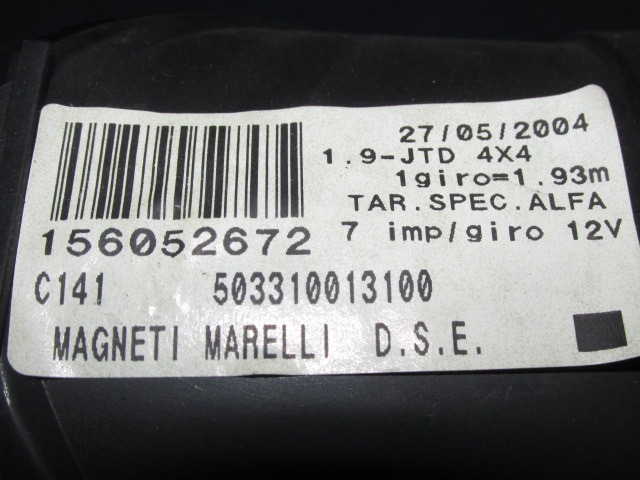 27/05/2004
1.9-JTD 4X4
1giro=1.93m
TAR.SPEC.ALFA
156052672 7 imp/giro 12V
C141 503310013100
MAGNETI MARELLI D.S.E.